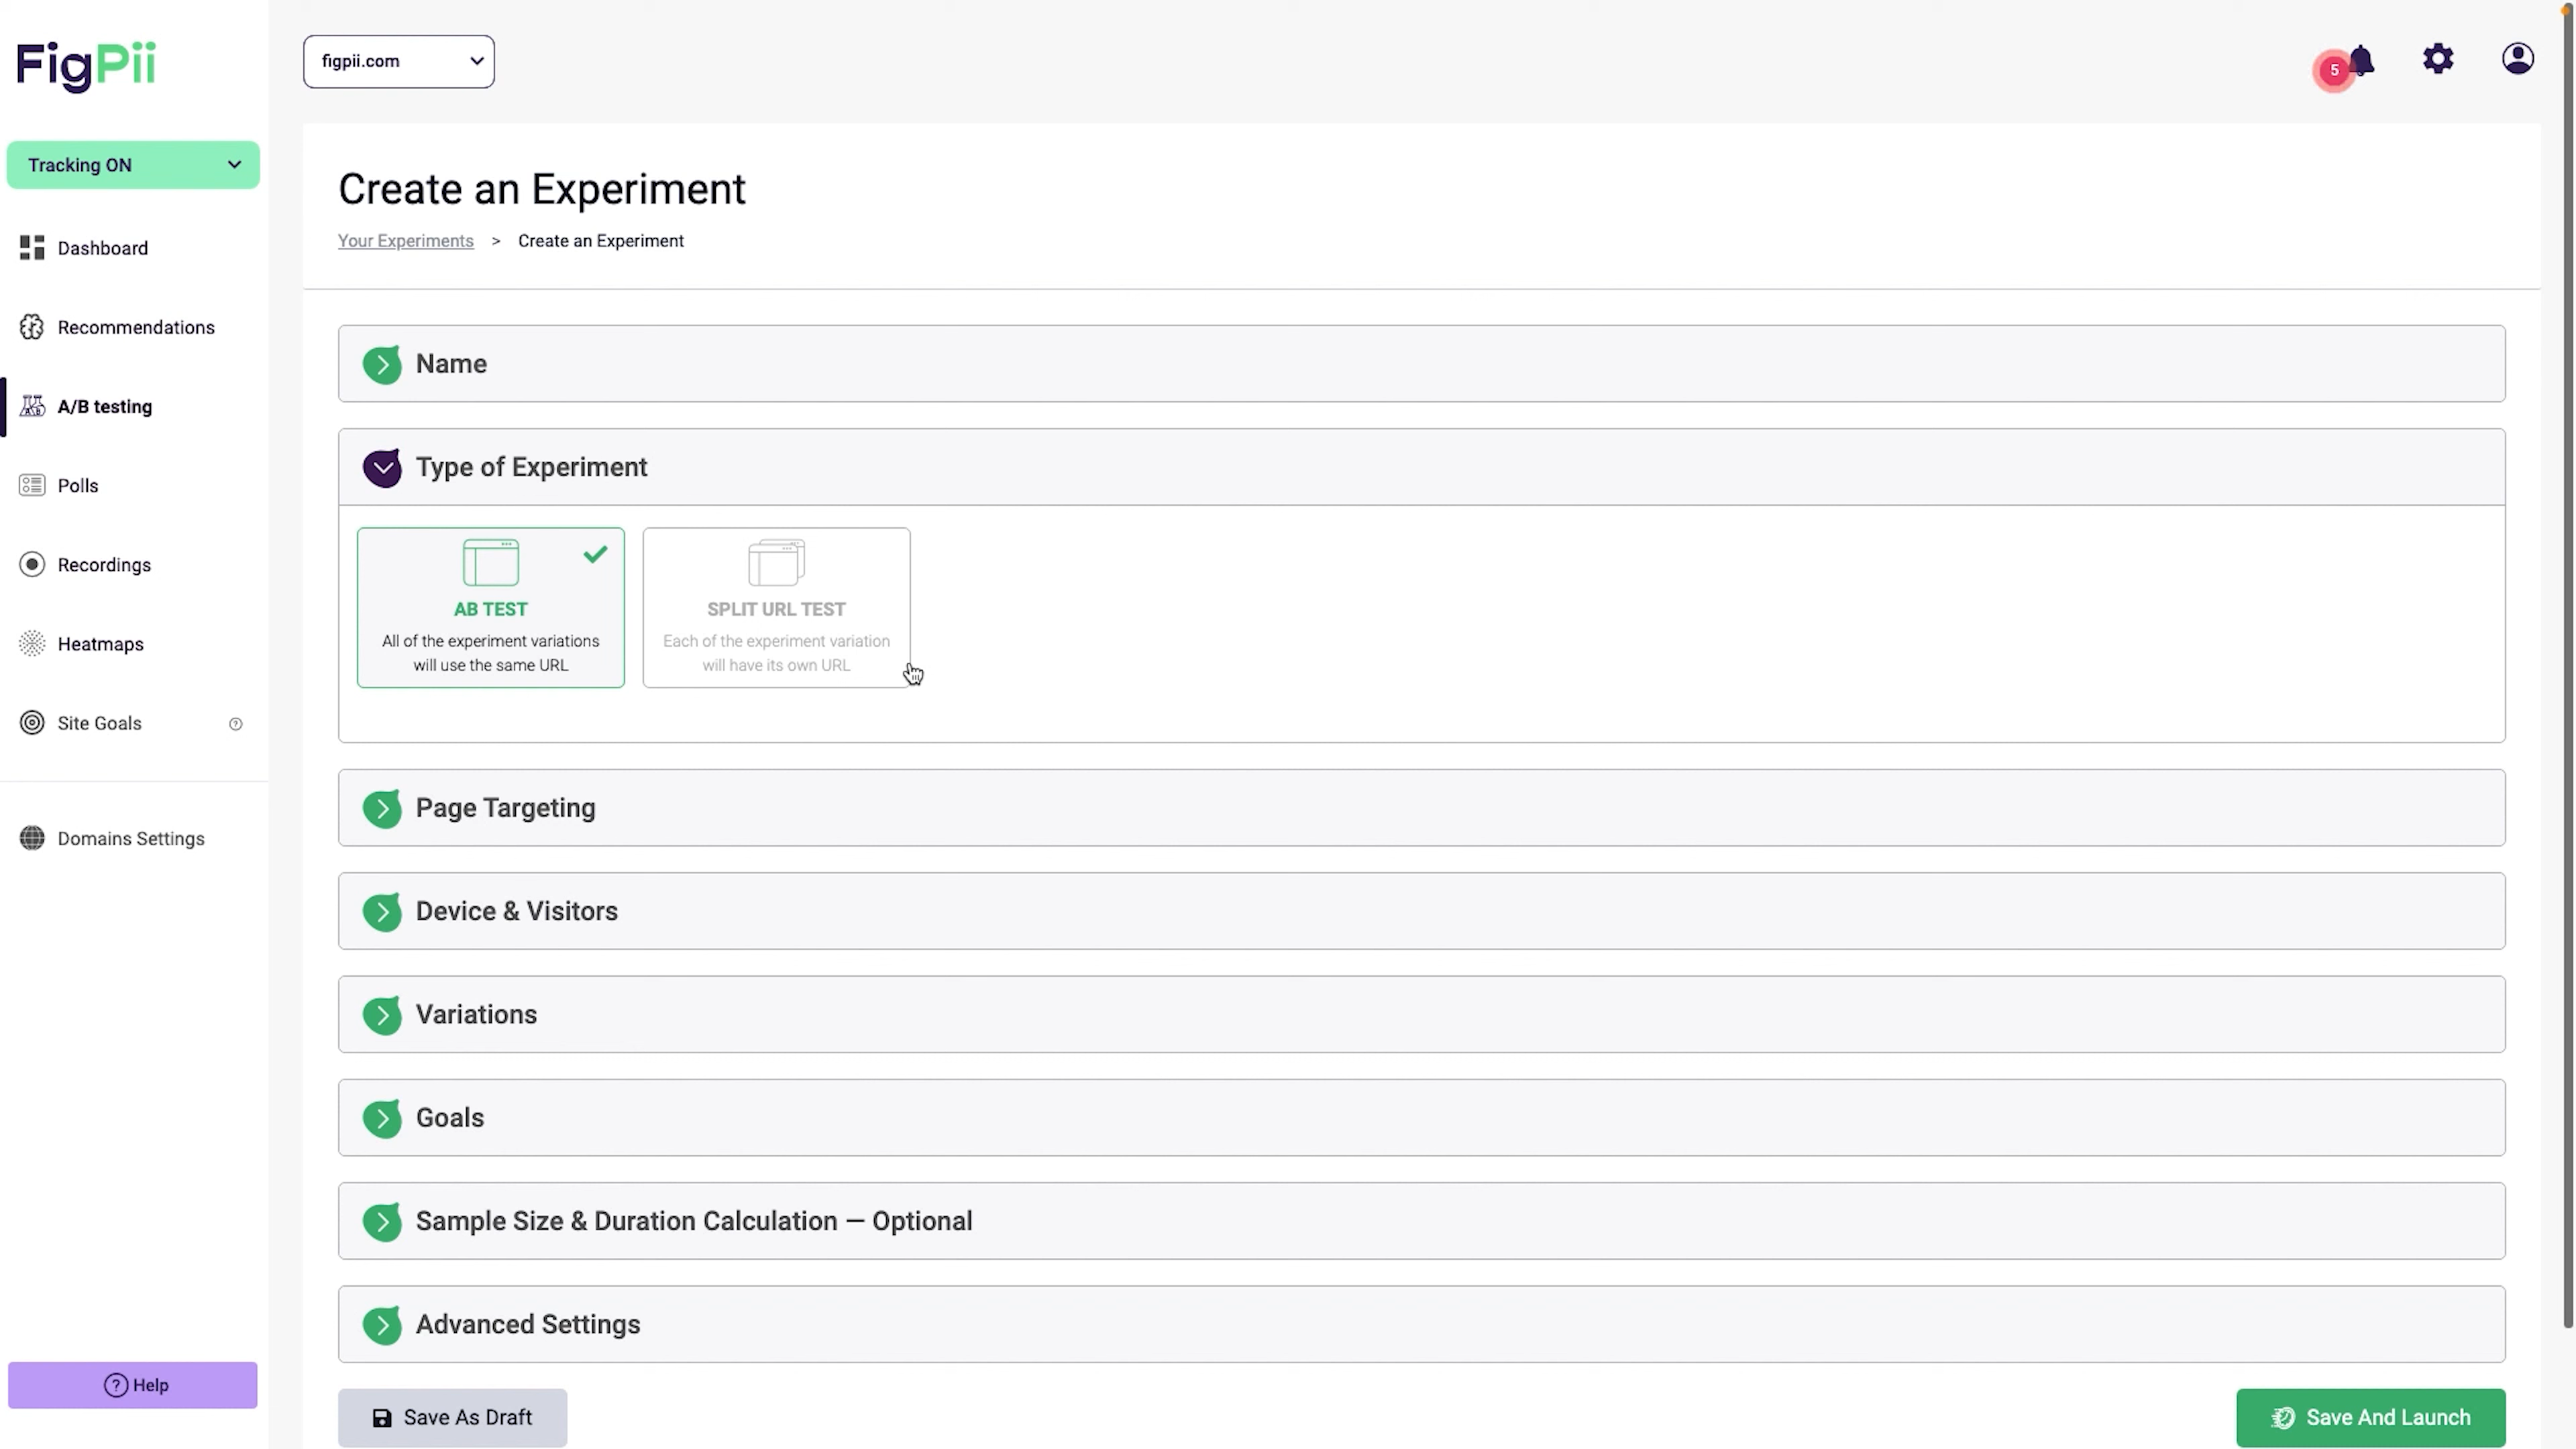 FigPii
figpii.com
5
Tracking ON
Dashboard
Recommendations
A/B testing
Polls
Recordings
Heatmaps
Site Goals
Domains Settings
Help
Create an Experiment
Your Experiments > Create an Experiment
Name
Type of Experiment
AB TEST
All of the experiment variations
will use the same URL
SPLIT URL TEST
Each of the experiment variation
will have its own URL
Page Targeting
Device & Visitors
Variations
Goals
Sample Size & Duration Calculation — Optional
Advanced Settings
Save As Draft
Save And Launch